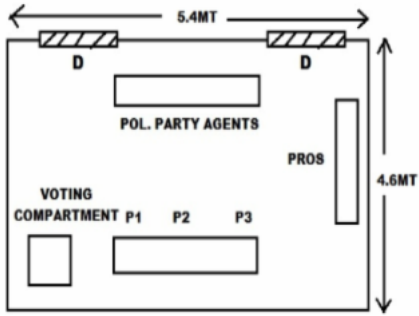 5.4MT
D D
POL. PARTY AGENTS
PROS
4.6MT
VOTING
COMPARTMENT P1 P2 P3